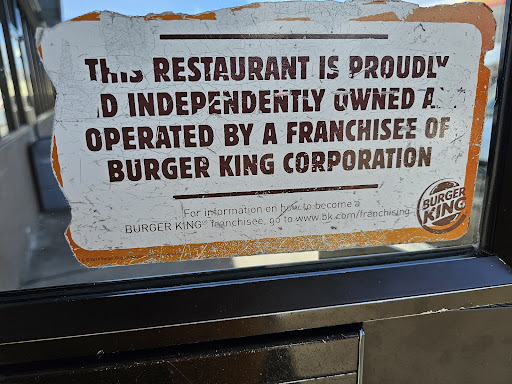 THIS RESTAURANT IS PROUDLY
D INDEPENDENTLY OWNED A
OPERATED BY A FRANCHISEE OF
BURGER KING CORPORATION
For information on how to become a
BURGER KING® franchisee, go to www.bk.com/franchising
BURGER
KING